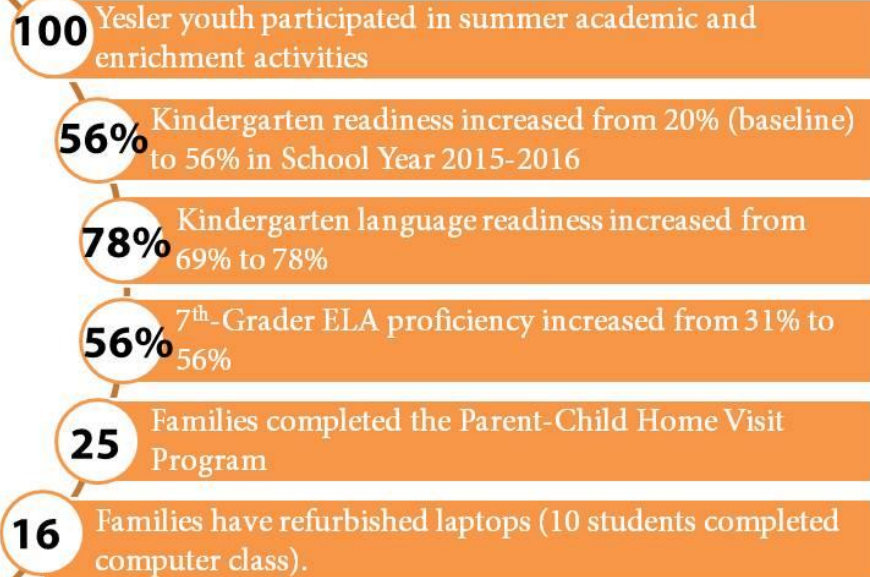 100
Yesler youth participated in summer academic and
enrichment activities
56%
Kindergarten readiness increased from 20% (baseline)
to 56% in School Year 2015-2016
78%
Kindergarten language readiness increased from
69% to 78%
56%
7th-Grader ELA proficiency increased from 31% to
56%
25
Families completed the Parent-Child Home Visit
Program
16
Families have refurbished laptops (10 students completed
computer class).